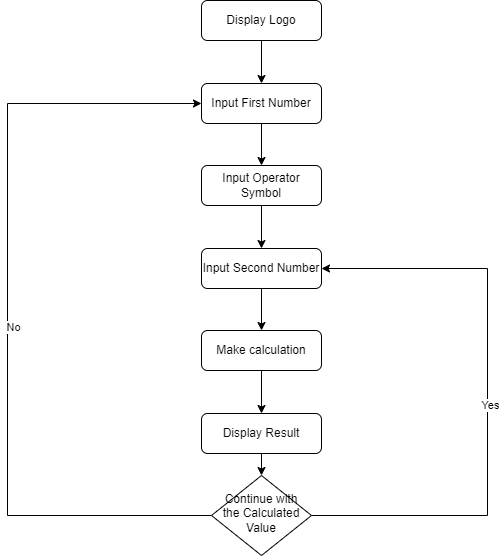 Display Logo
Input First Number
Input Operator
Symbol
Input Second Number
No
Make calculation
Yes
Display Result
Continue with
the Calculated
Value